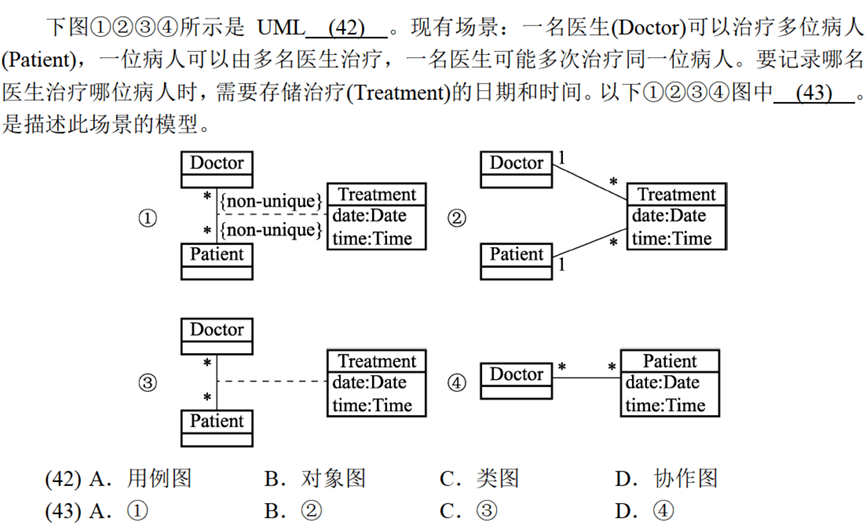 下图①②③④所示是 UML (42) 。现有场景：一名医生(Doctor)可以治疗多位病人
(Patient)，一位病人可以由多名医生治疗，一名医生可能多次治疗同一位病人。要记录哪名
医生治疗哪位病人时，需要存储治疗(Treatment)的日期和时间。以下①②③④图中 (43) 。
是描述此场景的模型。
①
Doctor
*
{non-unique}
*
{non-unique}
Patient
Treatment
date:Date
time:Time
②
Doctor
1
*
Treatment
date:Date
time:Time
Patient
1
*
③
Doctor
*
*
Patient
Treatment
date:Date
time:Time
④
Doctor
*
*
Patient
date:Date
time:Time
(42) A．用例图 B．对象图 C．类图 D．协作图
(43) A．① B．② C．③ D．④